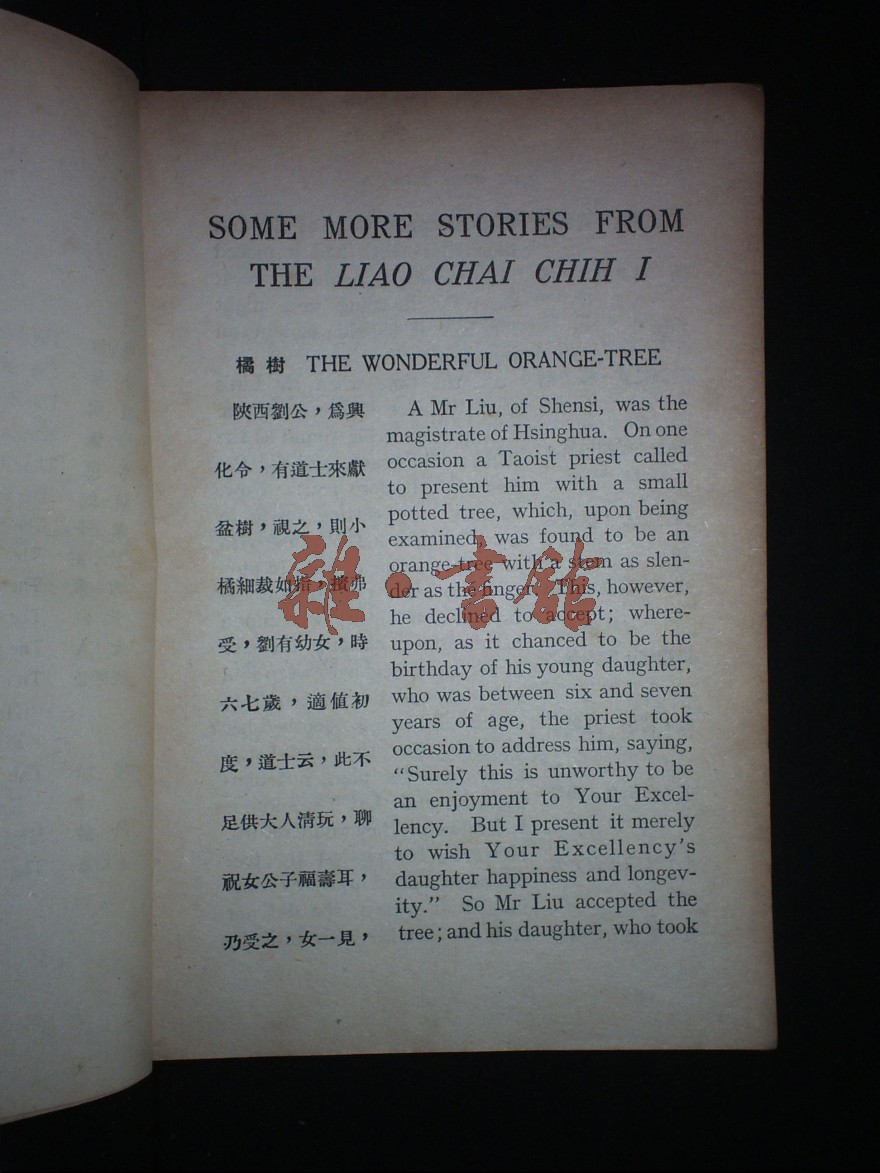 SOME MORE STORIES FROM
THE LIAO CHAI CHIH I
橘樹 THE WONDERFUL ORANGE-TREE
陝西劉公，爲興
化令，有道士來獻
盆樹，視之，則小
橘細裁如指，擯弗
受，劉有幼女，時
六七歲，適値初
度，道士云，此不
足供大人淸玩，聊
祝女公子福壽耳，
乃受之，女一見，
A Mr Liu, of Shensi, was the
magistrate of Hsinghua. On one
occasion a Taoist priest called
to present him with a small
potted tree, which, upon being
examined, was found to be an
orange-tree with a stem as slen-
der as the finger. This, however,
he declined to accept; where-
upon, as it chanced to be the
birthday of his young daughter,
who was between six and seven
years of age, the priest took
occasion to address him, saying,
“Surely this is unworthy to be
an enjoyment to Your Excel-
lency. But I present it merely
to wish Your Excellency's
daughter happiness and longev-
ity.” So Mr Liu accepted the
tree; and his daughter, who took
雜·書館